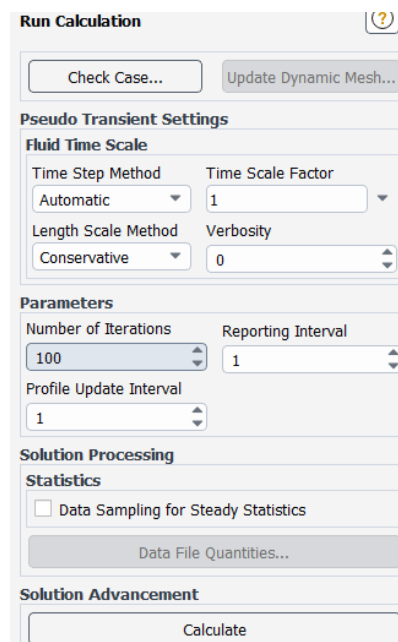 Run Calculation
?
Check Case...
Update Dynamic Mesh...
Pseudo Transient Settings
Fluid Time Scale
Time Step Method Time Scale Factor
Automatic 1
Length Scale Method Verbosity
Conservative 0
Parameters
Number of Iterations Reporting Interval
100 1
Profile Update Interval
1
Solution Processing
Statistics
Data Sampling for Steady Statistics
Data File Quantities...
Solution Advancement
Calculate